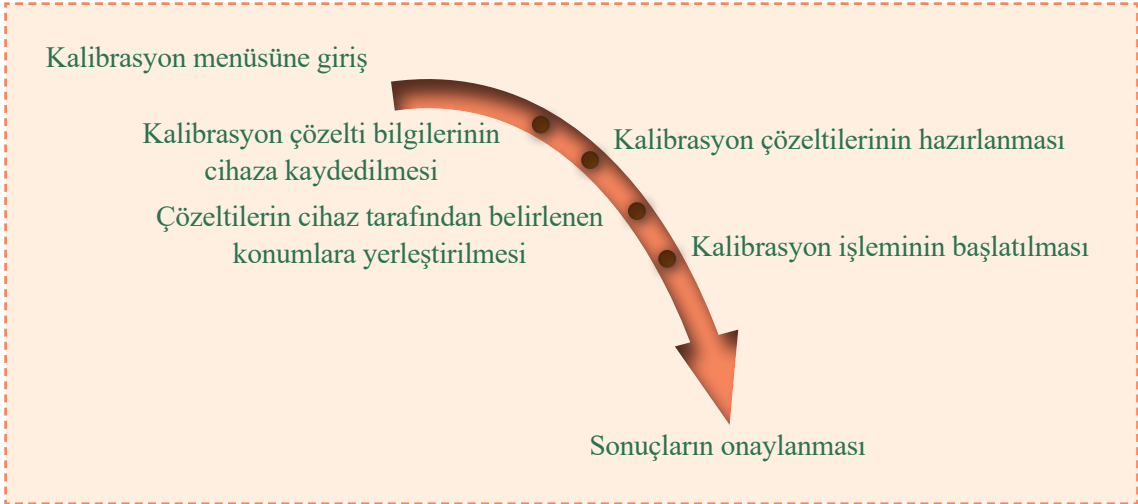 Kalibrasyon menüsüne giriş
Kalibrasyon çözelti bilgilerinin
cihaza kaydedilmesi
Kalibrasyon çözeltilerinin hazırlanması
Çözeltilerin cihaz tarafından belirlenen
konumlara yerleştirilmesi
Kalibrasyon işleminin başlatılması
Sonuçların onaylanması